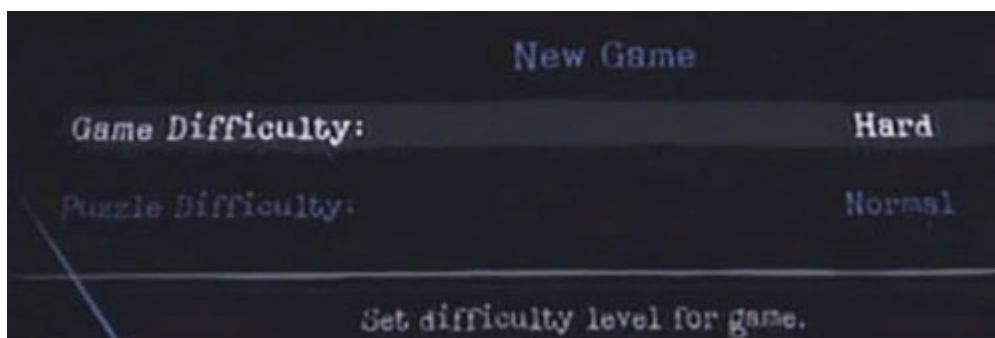 New Game
Game Difficulty: Hard
Puzzle Difficulty: Normal
Set difficulty level for game.